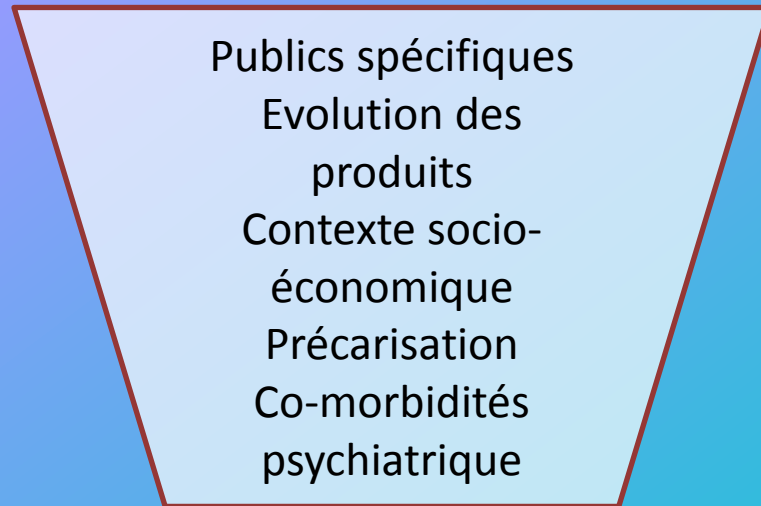 Publics spécifiques
Evolution des
produits
Contexte socio-
économique
Précarisation
Co-morbidités
psychiatrique